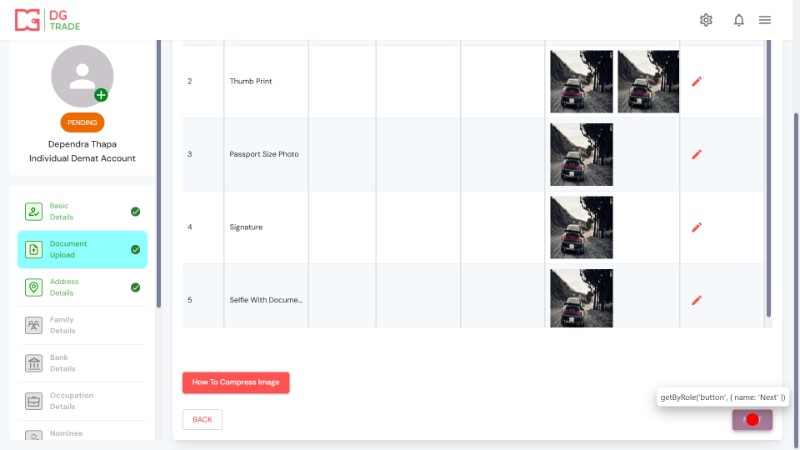 DG
TRADE
PENDING
Dependra Thapa
Individual Demat Account
Basic
Details
Document
Upload
Address
Details
Family
Details
Bank
Details
Occupation
Details
Nominee
2 Thumb Print
3 Passport Size Photo
4 Signature
5 Selfie With Docume...
How To Compress Image
getByRole('button', { name: 'Next' })
BACK